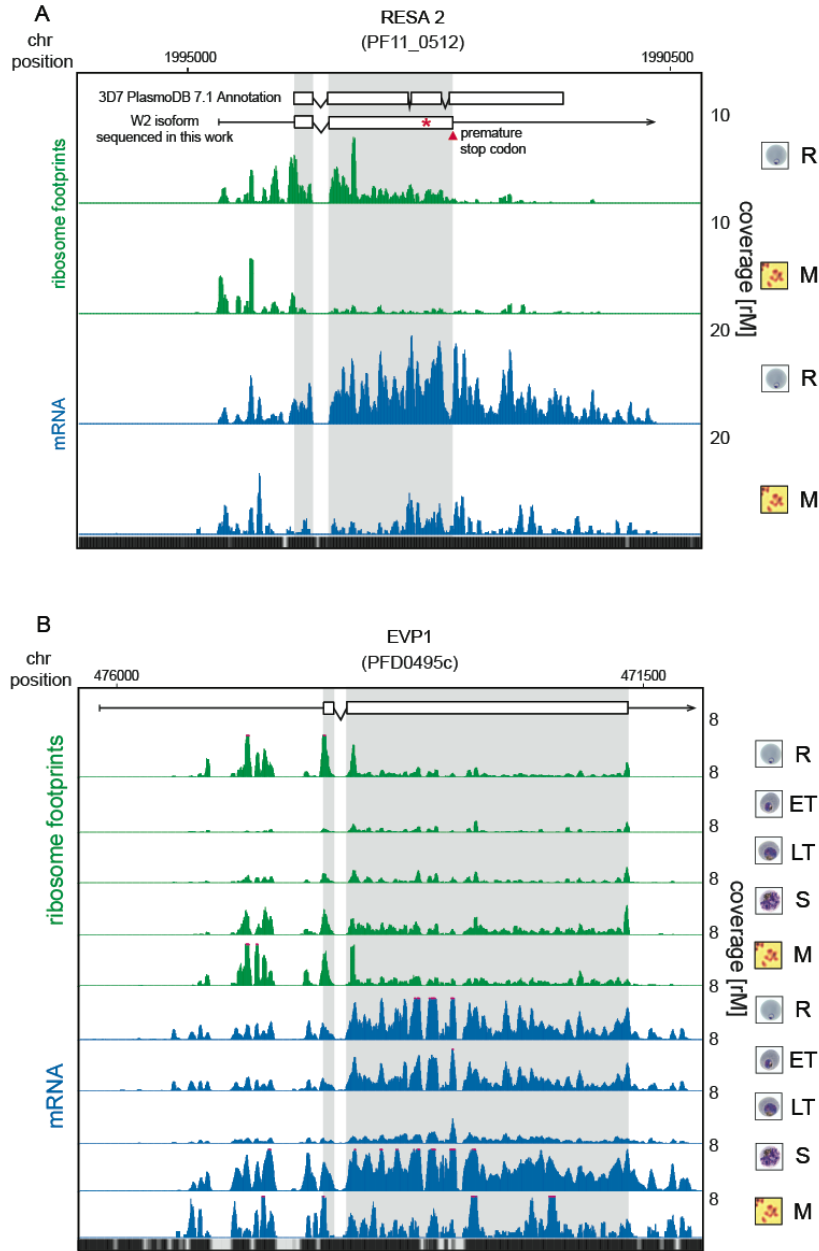 A
RESA 2
(PF11_0512)
chr
position
1995000
1990500
3D7 PlasmoDB 7.1 Annotation
W2 isoform
sequenced in this work
*
premature
stop codon
ribosome footprints
mRNA
10
10
20
20
coverage [rM]
R
M
R
M
B
EVP1
(PFD0495c)
chr
position
476000
471500
ribosome footprints
mRNA
8
8
8
8
8
8
8
8
8
8
coverage [rM]
R
ET
LT
S
M
R
ET
LT
S
M